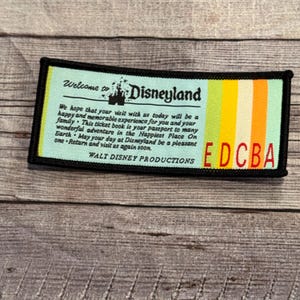 Welcome to Disneyland
We hope that your visit with us today will be a
happy and memorable experience for you and your
family • This ticket book is your passport to many
wonderful adventure in the Happiest Place On
Earth • May your day at Disneyland be a pleasant
one • Return and visit us again soon.
WALT DISNEY PRODUCTIONS
E D C B A